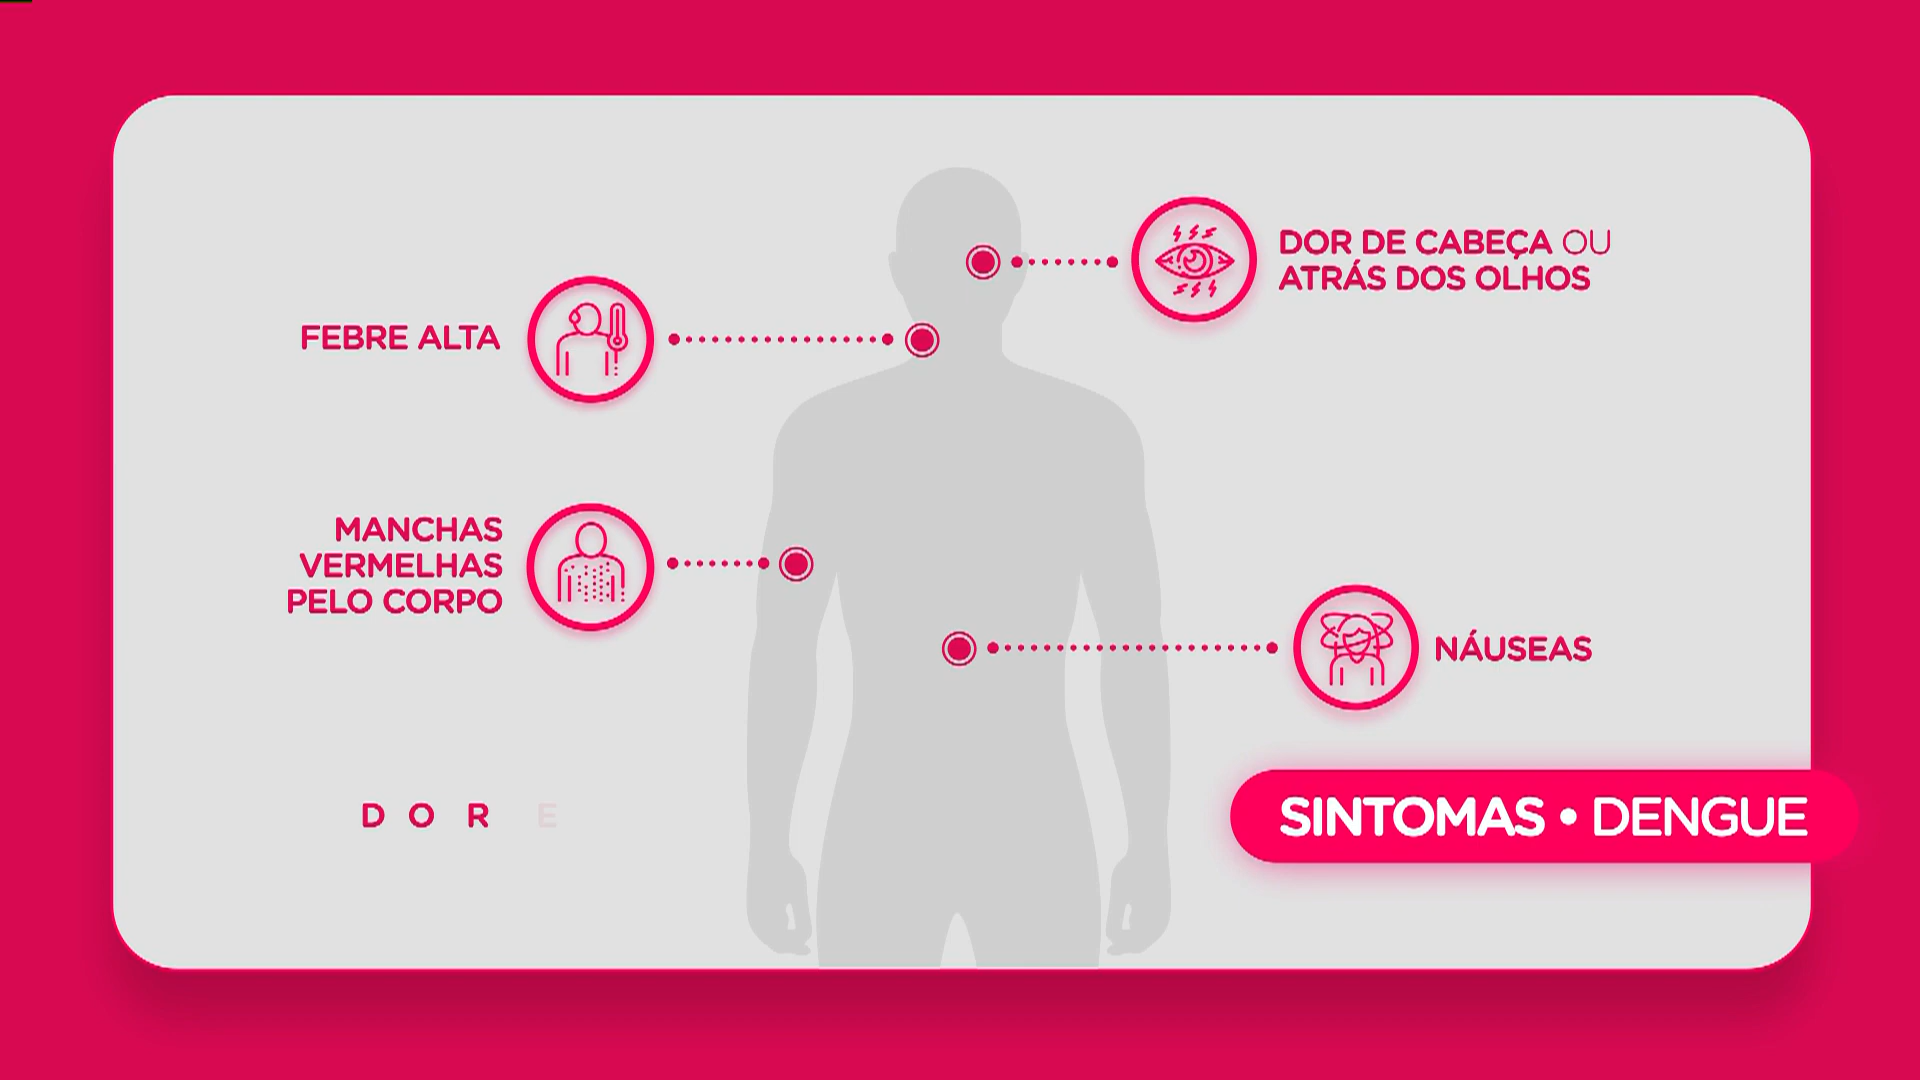 DOR DE CABEÇA OU
ATRÁS DOS OLHOS
FEBRE ALTA
MANCHAS
VERMELHAS
PELO CORPO
NÁUSEAS
D O R E
SINTOMAS • DENGUE